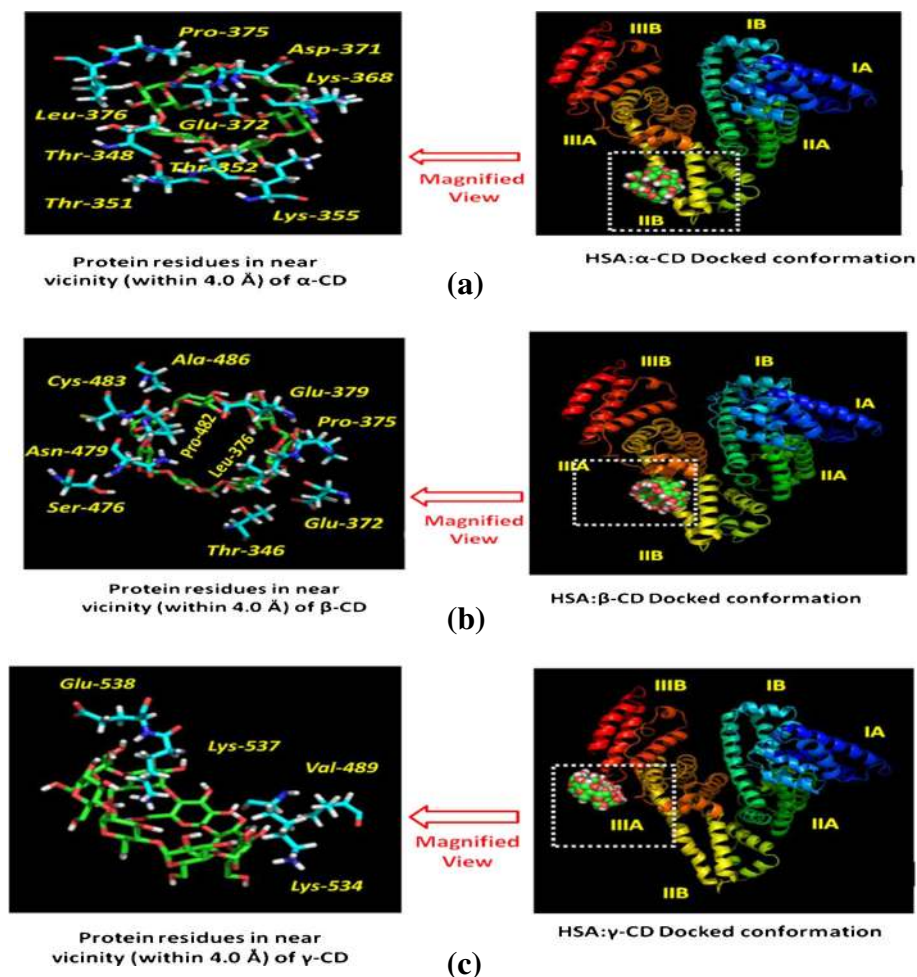 Pro-375
Asp-371
Lys-368
Leu-376
Glu-372
Thr-348
Thr-352
Thr-351
Lys-355
Magnified
View
IIIB
IB
IA
IIIA
IIA
IIB
Protein residues in near
vicinity (within 4.0 Å) of α-CD
HSA:α-CD Docked conformation
(a)
Ala-486
Cys-483
Glu-379
Pro-375
Pro-482
Leu-376
Asn-479
Ser-476
Glu-372
Thr-346
Magnified
View
IIIB
IB
IA
IIIA
IIA
IIB
Protein residues in near
vicinity (within 4.0 Å) of β-CD
HSA:β-CD Docked conformation
(b)
Glu-538
Lys-537
Val-489
Lys-534
Magnified
View
IIIB
IB
IA
IIIA
IIA
IIB
Protein residues in near
vicinity (within 4.0 Å) of γ-CD
HSA:γ-CD Docked conformation
(c)